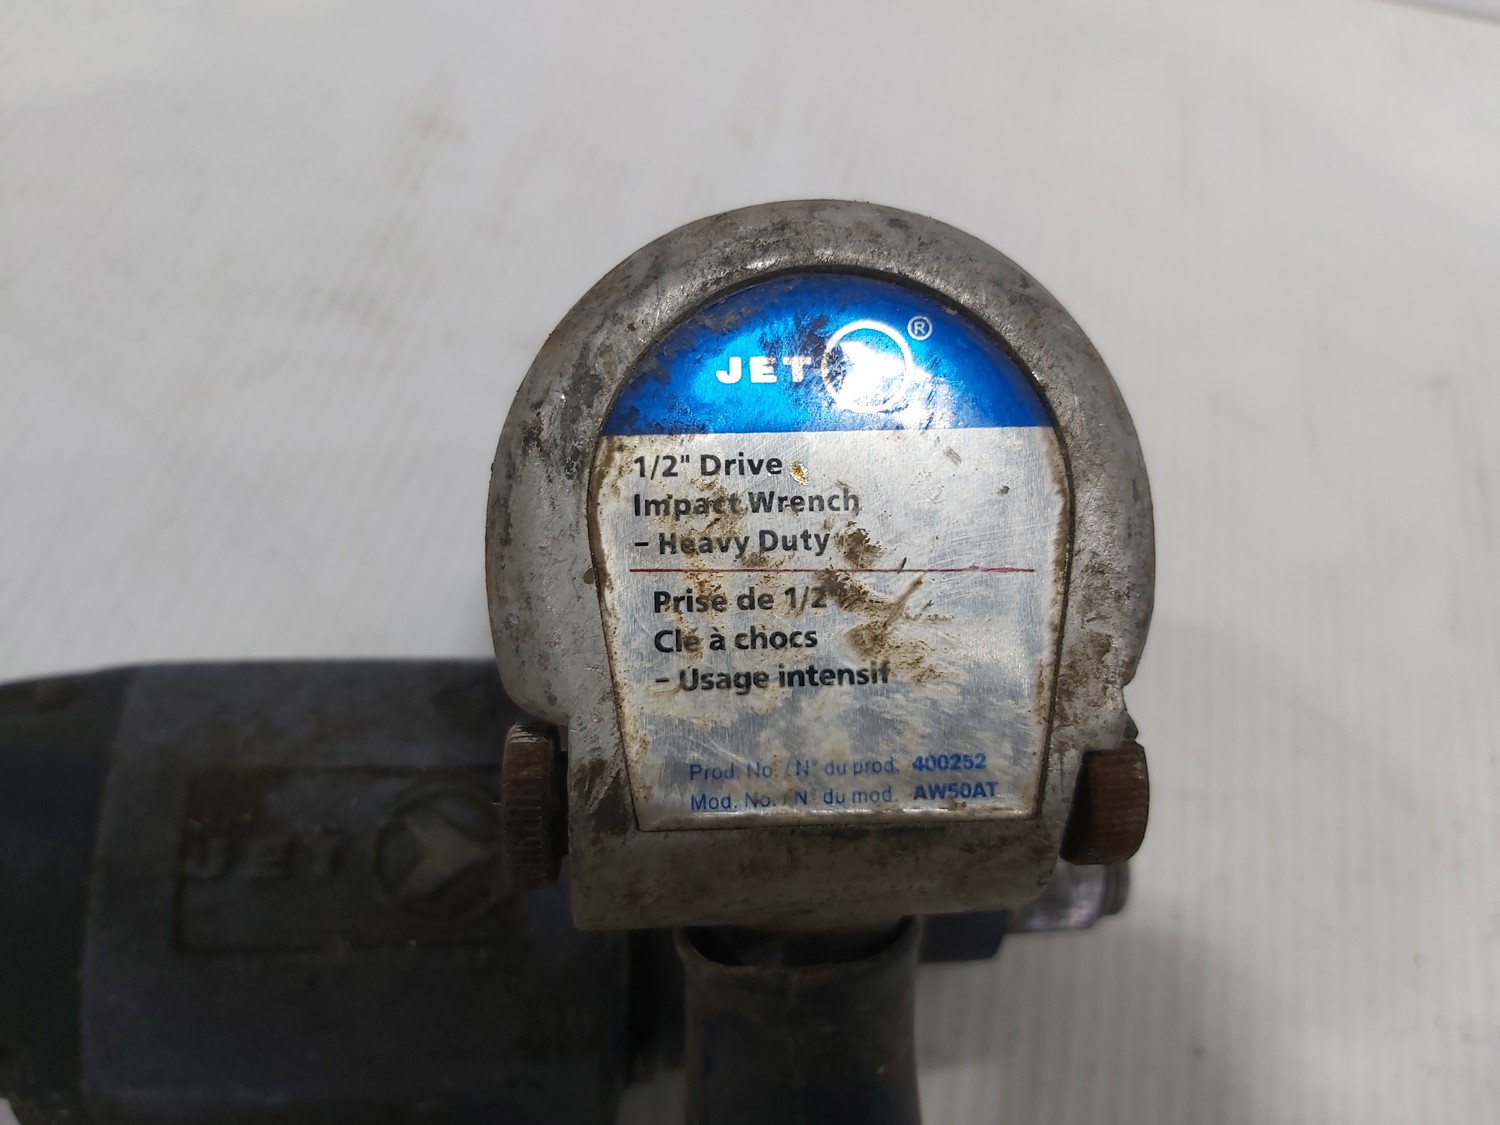 JET ®
1/2" Drive
Impact Wrench
– Heavy Duty
Prise de 1/2"
Clé à chocs
– Usage intensif
Prod. No. / N° du prod. 400252
Mod. No. / N° du mod. AW50AT
JET